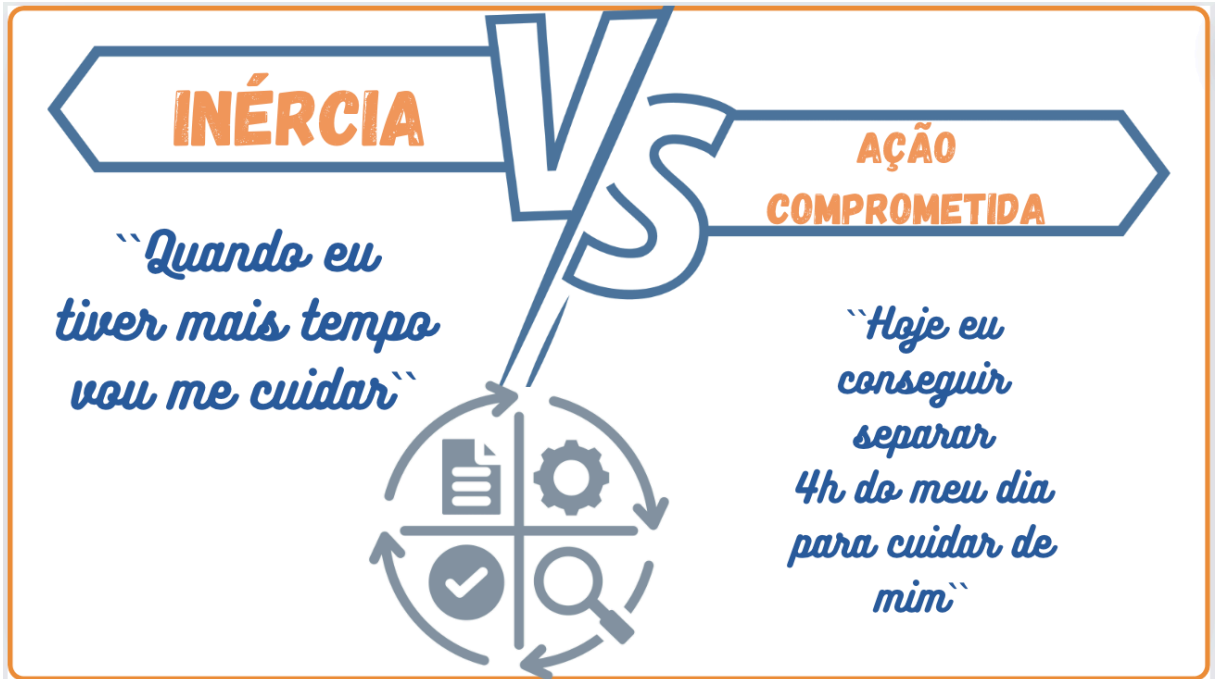 INÉRCIA
VS
AÇÃO
COMPROMETIDA
``Quando eu
tiver mais tempo
vou me cuidar``
``Hoje eu
conseguir
separar
4h do meu dia
para cuidar de
mim``